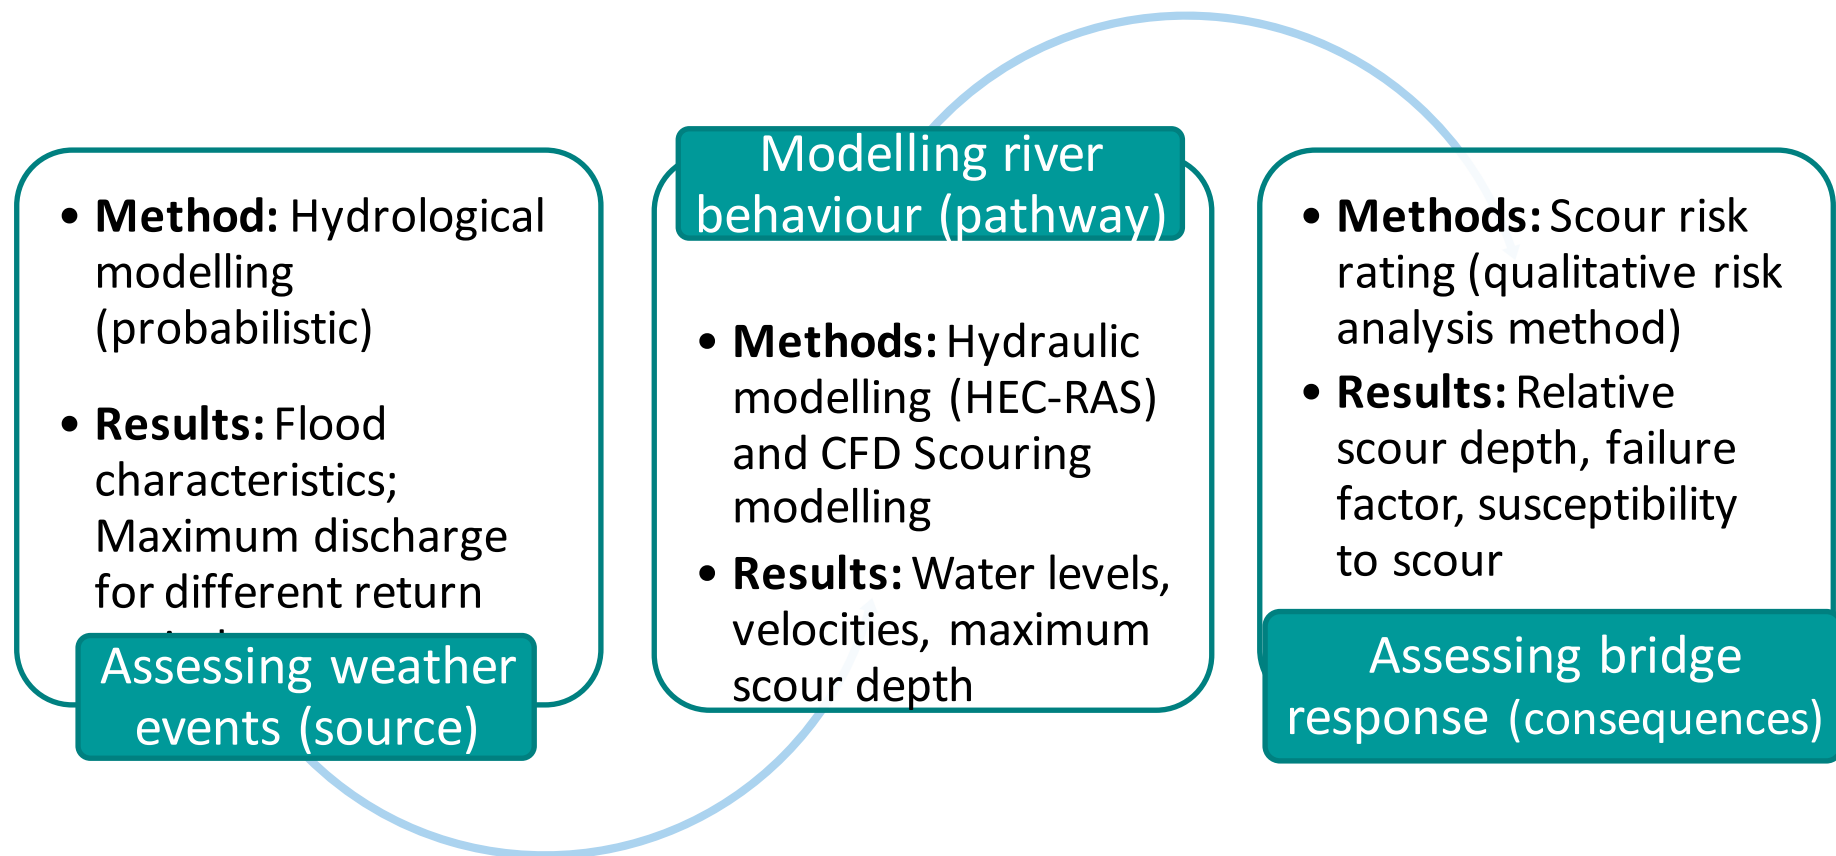 • Method: Hydrological
modelling
(probabilistic)
• Results: Flood
characteristics;
Maximum discharge
for different return
Assessing weather
events (source)
Modelling river
behaviour (pathway)
• Methods: Hydraulic
modelling (HEC-RAS)
and CFD Scouring
modelling
• Results: Water levels,
velocities, maximum
scour depth
• Methods: Scour risk
rating (qualitative risk
analysis method)
• Results: Relative
scour depth, failure
factor, susceptibility
to scour
Assessing bridge
response (consequences)